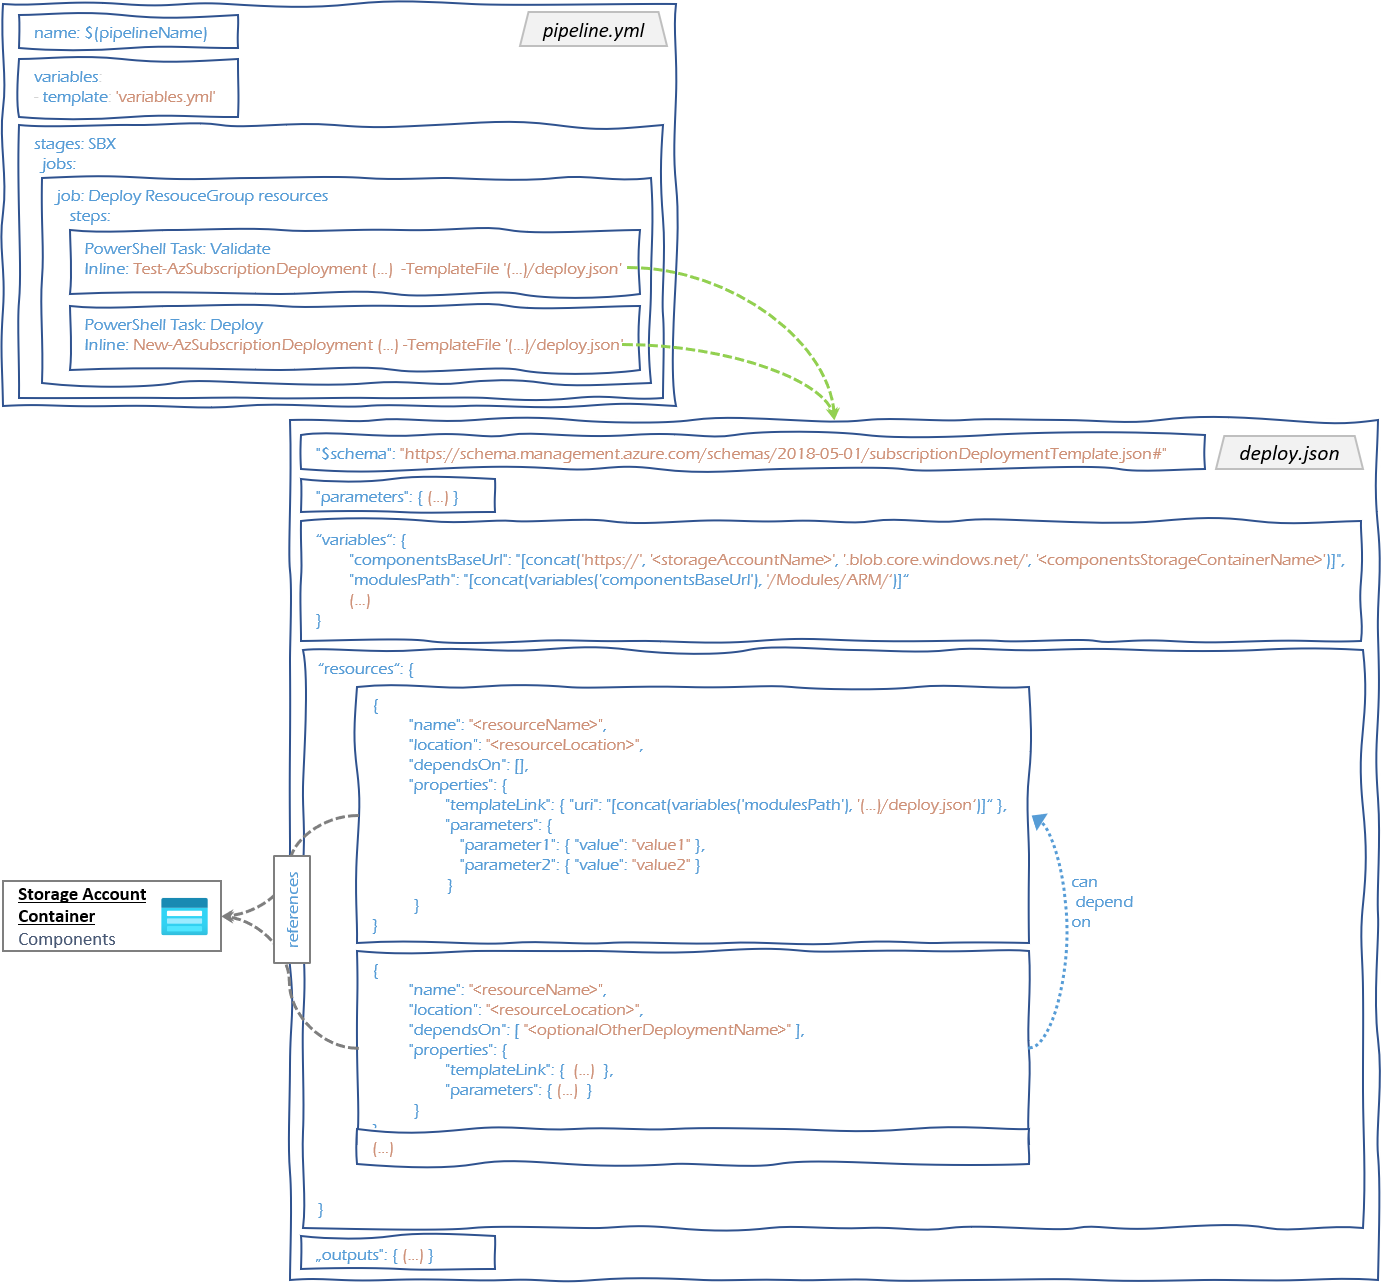 name: $(pipelineName)
pipeline.yml
variables:
- template: 'variables.yml'
stages: SBX
jobs:
job: Deploy ResouceGroup resources
steps:
PowerShell Task: Validate
Inline: Test-AzSubscriptionDeployment (...)  -TemplateFile '(...)/deploy.json'
PowerShell Task: Deploy
Inline: New-AzSubscriptionDeployment (...) -TemplateFile '(...)/deploy.json'
"$schema": "https://schema.management.azure.com/schemas/2018-05-01/subscriptionDeploymentTemplate.json#"
deploy.json
"parameters": { (...) }
“variables“: {
"componentsBaseUrl": "[concat('https://', '<storageAccountName>', '.blob.core.windows.net/', '<componentsStorageContainerName>')]",
"modulesPath": "[concat(variables('componentsBaseUrl'), '/Modules/ARM/‘)]“
(...)
}
“resources“: {
{
"name": "<resourceName>",
"location": "<resourceLocation>",
"dependsOn": [],
"properties": {
"templateLink": { "uri": "[concat(variables('modulesPath'), '(...)/deploy.json‘)]“ },
"parameters": {
"parameter1": { "value": "value1" },
"parameter2": { "value": "value2" }
}
}
}
references
Storage Account
Container
Components
can
depend
on
{
"name": "<resourceName>",
"location": "<resourceLocation>",
"dependsOn": [ "<optionalOtherDeploymentName>" ],
"properties": {
"templateLink": {  (...)  },
"parameters": { (...)  }
}
}
(...)
}
„outputs": { (...) }